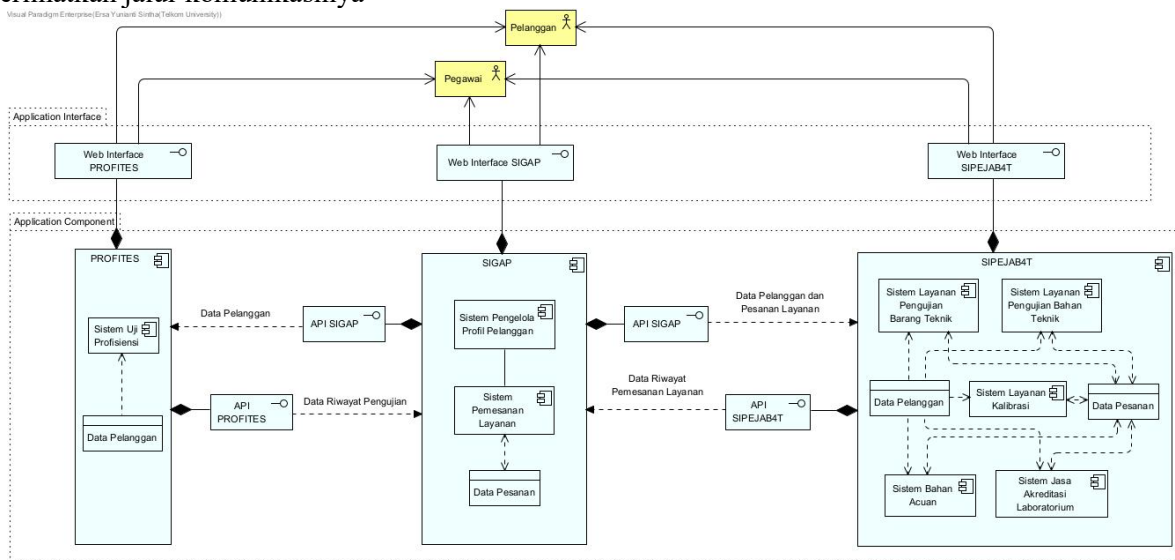 Visual Paradigm Enterprise(Ersa Yunianti Sintha(Telkom University))
Pelanggan
Pegawai
Application Interface
Web Interface
PROFITES
Web Interface SIGAP
Web Interface
SIPEJAB4T
Application Component
PROFITES
SIGAP
SIPEJAB4T
Sistem Uji
Profisiensi
Data Pelanggan
API SIGAP
Sistem Pengelola
Profil Pelanggan
API SIGAP
Data Pelanggan dan
Pesanan Layanan
Sistem Layanan
Pengujian
Barang Teknik
Sistem Layanan
Pengujian Bahan
Teknik
Data Pelanggan
API
PROFITES
Data Riwayat Pengujian
Sistem
Pemesanan
Layanan
Data Riwayat
Pemesanan Layanan
API
SIPEJAB4T
Data Pelanggan
Sistem Layanan
Kalibrasi
Data Pesanan
Data Pesanan
Sistem Bahan
Acuan
Sistem Jasa
Akreditasi
Laboratorium